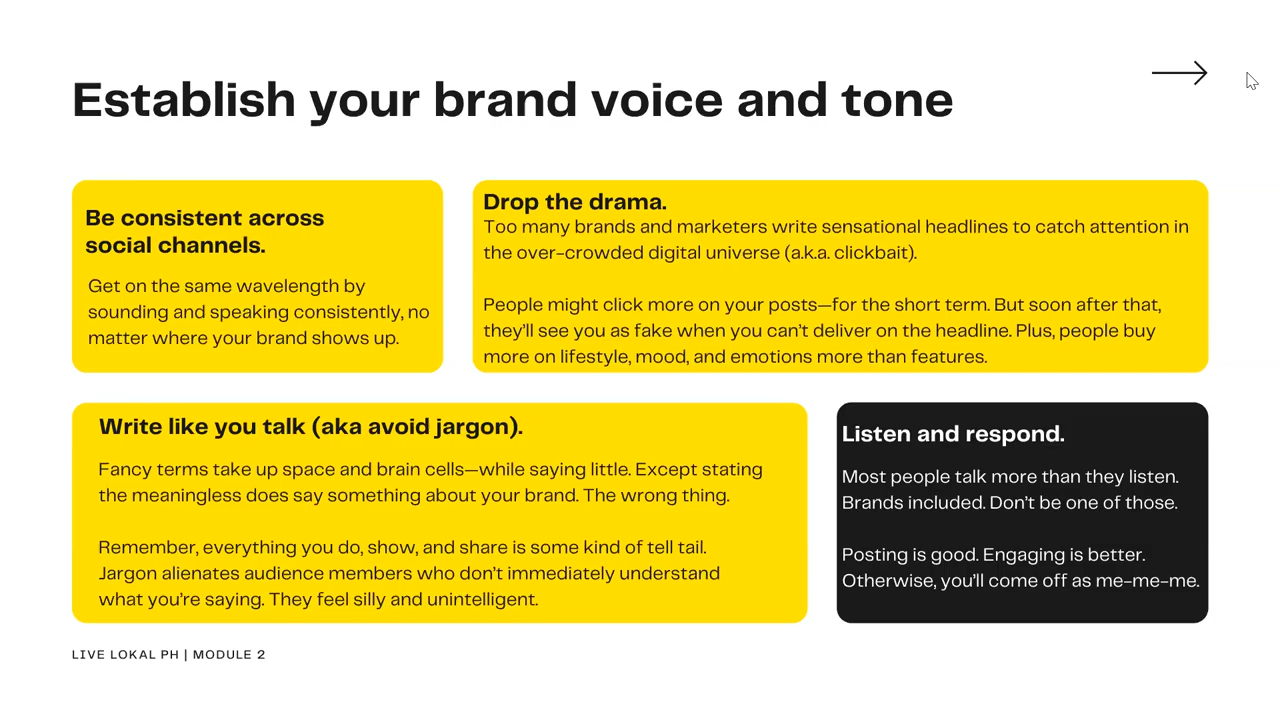 Establish your brand voice and tone
Be consistent across
social channels.
Get on the same wavelength by
sounding and speaking consistently, no
matter where your brand shows up.
Drop the drama.
Too many brands and marketers write sensational headlines to catch attention in
the over-crowded digital universe (a.k.a. clickbait).
People might click more on your posts—for the short term. But soon after that,
they’ll see you as fake when you can’t deliver on the headline. Plus, people buy
more on lifestyle, mood, and emotions more than features.
Write like you talk (aka avoid jargon).
Fancy terms take up space and brain cells—while saying little. Except stating
the meaningless does say something about your brand. The wrong thing.
Remember, everything you do, show, and share is some kind of tell tail.
Jargon alienates audience members who don’t immediately understand
what you’re saying. They feel silly and unintelligent.
Listen and respond.
Most people talk more than they listen.
Brands included. Don’t be one of those.
Posting is good. Engaging is better.
Otherwise, you’ll come off as me-me-me.
LIVE LOKAL PH | MODULE 2